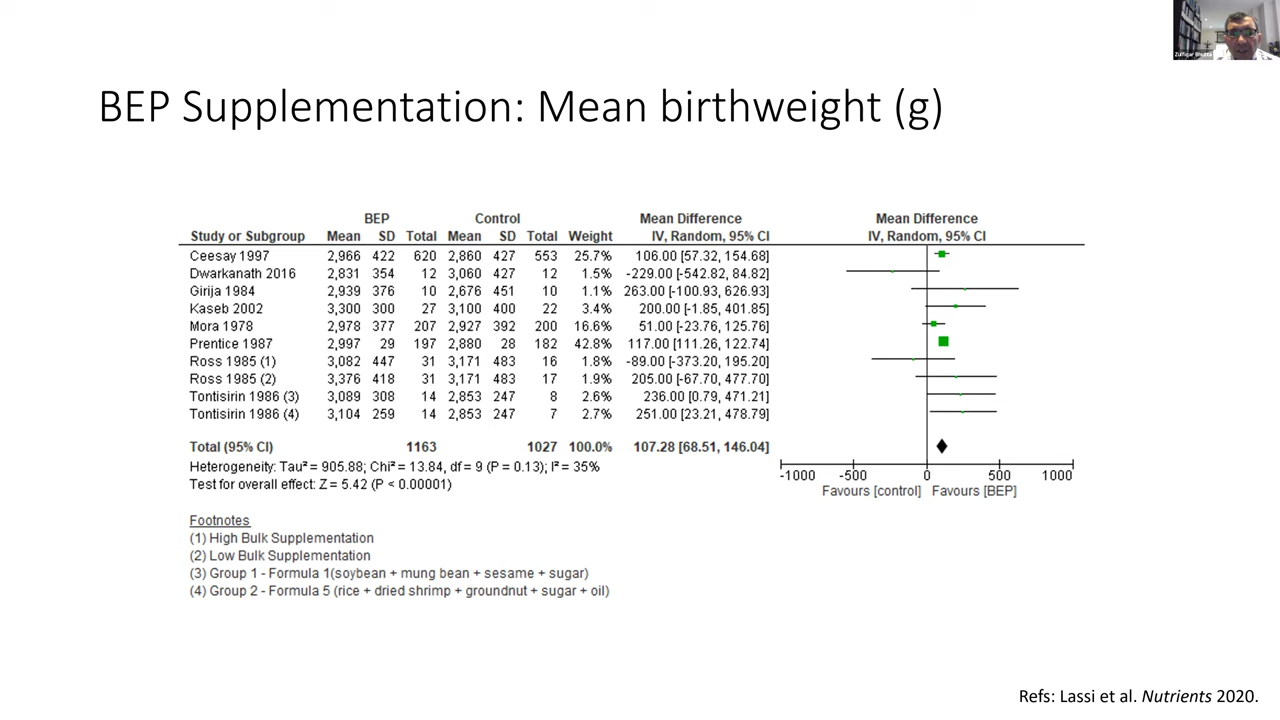 Zulfiqar Bhutta
BEP Supplementation: Mean birthweight (g)
BEP Control Mean Difference Mean Difference
Study or Subgroup Mean SD Total Mean SD Total Weight IV, Random, 95% CI IV, Random, 95% CI
Ceesay 1997 2,966 422 620 2,860 427 553 25.7% 106.00 [57.32, 154.68]
Dwarkanath 2016 2,831 354 12 3,060 427 12 1.5% -229.00 [-542.82, 84.82]
Girija 1984 2,939 376 10 2,676 451 10 1.1% 263.00 [-100.93, 626.93]
Kaseb 2002 3,300 300 27 3,100 400 22 3.4% 200.00 [-1.85, 401.85]
Mora 1978 2,978 377 207 2,927 392 200 16.6% 51.00 [-23.76, 125.76]
Prentice 1987 2,997 29 197 2,880 28 182 42.8% 117.00 [111.26, 122.74]
Ross 1985 (1) 3,082 447 31 3,171 483 16 1.8% -89.00 [-373.20, 195.20]
Ross 1985 (2) 3,376 418 31 3,171 483 17 1.9% 205.00 [-67.70, 477.70]
Tontisirin 1986 (3) 3,089 308 14 2,853 247 8 2.6% 236.00 [0.79, 471.21]
Tontisirin 1986 (4) 3,104 259 14 2,853 247 7 2.7% 251.00 [23.21, 478.79]
Total (95% CI) 1163 1027 100.0% 107.28 [68.51, 146.04]
Heterogeneity: Tau² = 905.88; Chi² = 13.84, df = 9 (P = 0.13); I² = 35%
Test for overall effect: Z = 5.42 (P < 0.00001)
-1000 -500 0 500 1000
Favours [control] Favours [BEP]
Footnotes
(1) High Bulk Supplementation
(2) Low Bulk Supplementation
(3) Group 1 - Formula 1(soybean + mung bean + sesame + sugar)
(4) Group 2 - Formula 5 (rice + dried shrimp + groundnut + sugar + oil)
Refs: Lassi et al. Nutrients 2020.